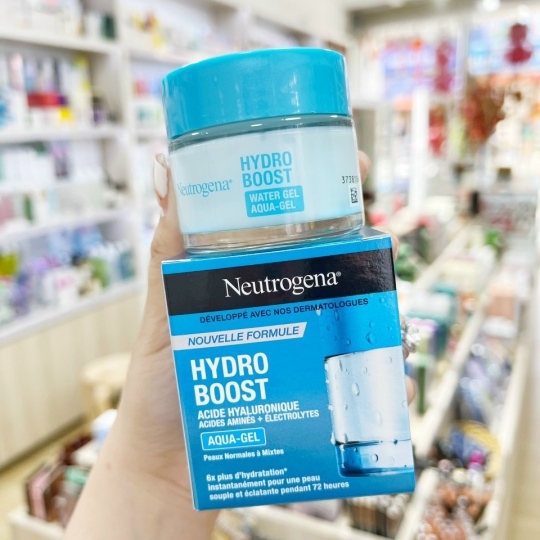 HYDRO
BOOST
Neutrogena®
WATER GEL
AQUA-GEL
Neutrogena®
DÉVELOPPÉ AVEC NOS DERMATOLOGUES
NOUVELLE FORMULE
HYDRO
BOOST
ACIDE HYALURONIQUE
ACIDES AMINÉS + ÉLECTROLYTES
AQUA-GEL
Peaux Normales à Mixtes
6x plus d'hydratation*
instantanément pour une peau
souple et éclatante pendant 72 heures